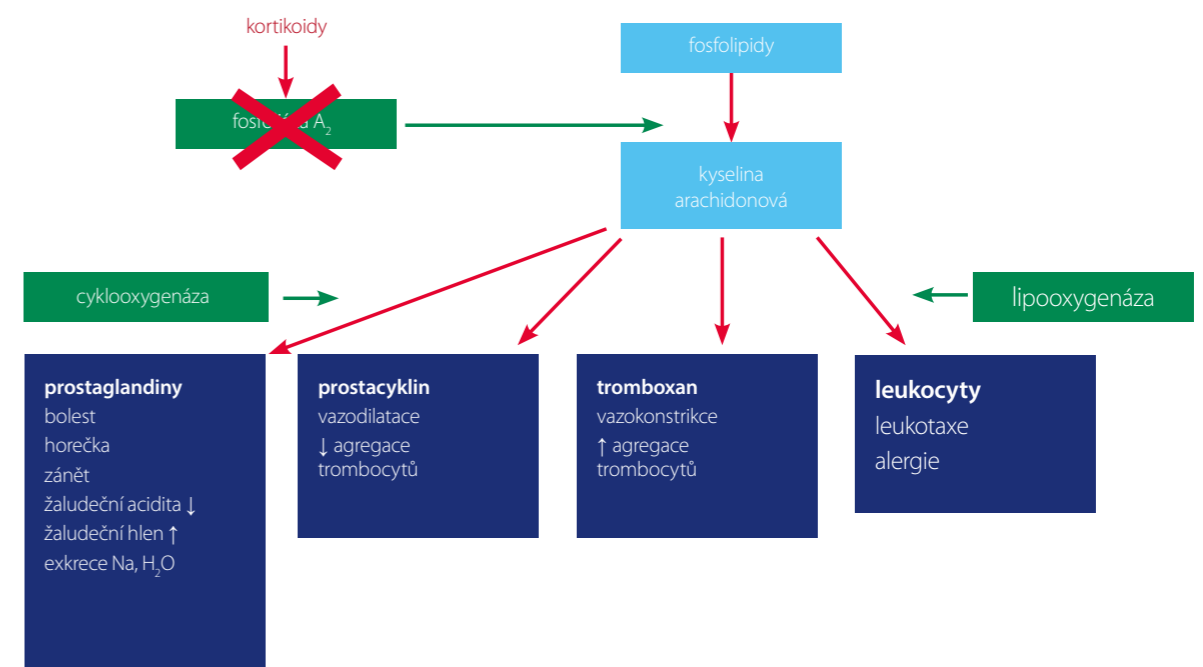 kortikoidy
fosfolipidy
A₂
kyselina
arachidonová
cyklooxygenáza
lipooxygenáza
prostaglandiny
bolest
horečka
zánět
žaludeční acidita ↓
žaludeční hlen ↑
exkrece Na, H₂O
prostacyklin
vazodilatace
↓ agregace
trombocytů
tromboxan
vazokonstrikce
↑ agregace
trombocytů
leukocyty
leukotaxe
alergie